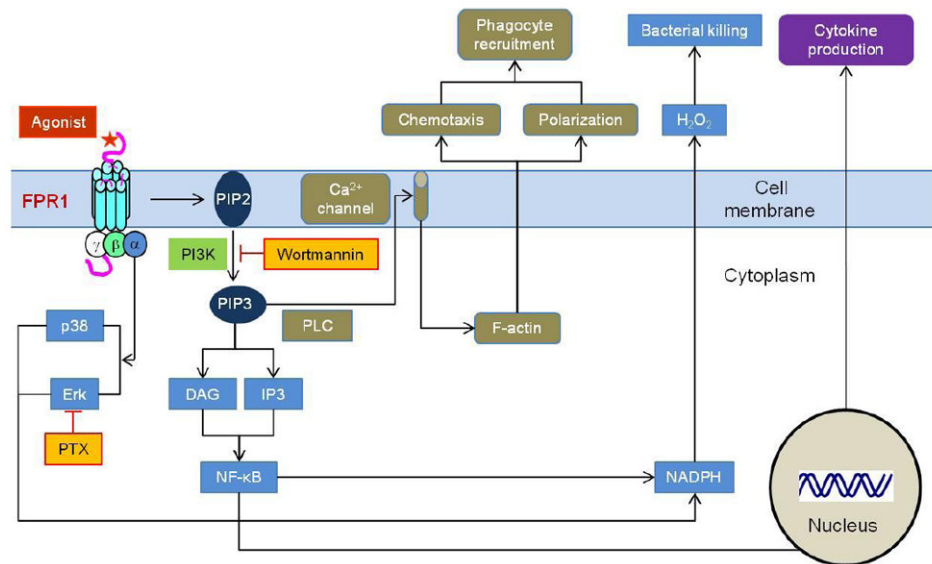 Phagocyte
recruitment
Bacterial killing
Cytokine
production
Agonist
Chemotaxis
Polarization
H₂O₂
FPR1
PIP2
Ca²⁺
channel
Cell
membrane
γ
β
α
PI3K
Wortmannin
Cytoplasm
PIP3
p38
PLC
F-actin
Erk
DAG
IP3
PTX
NF-κB
NADPH
Nucleus